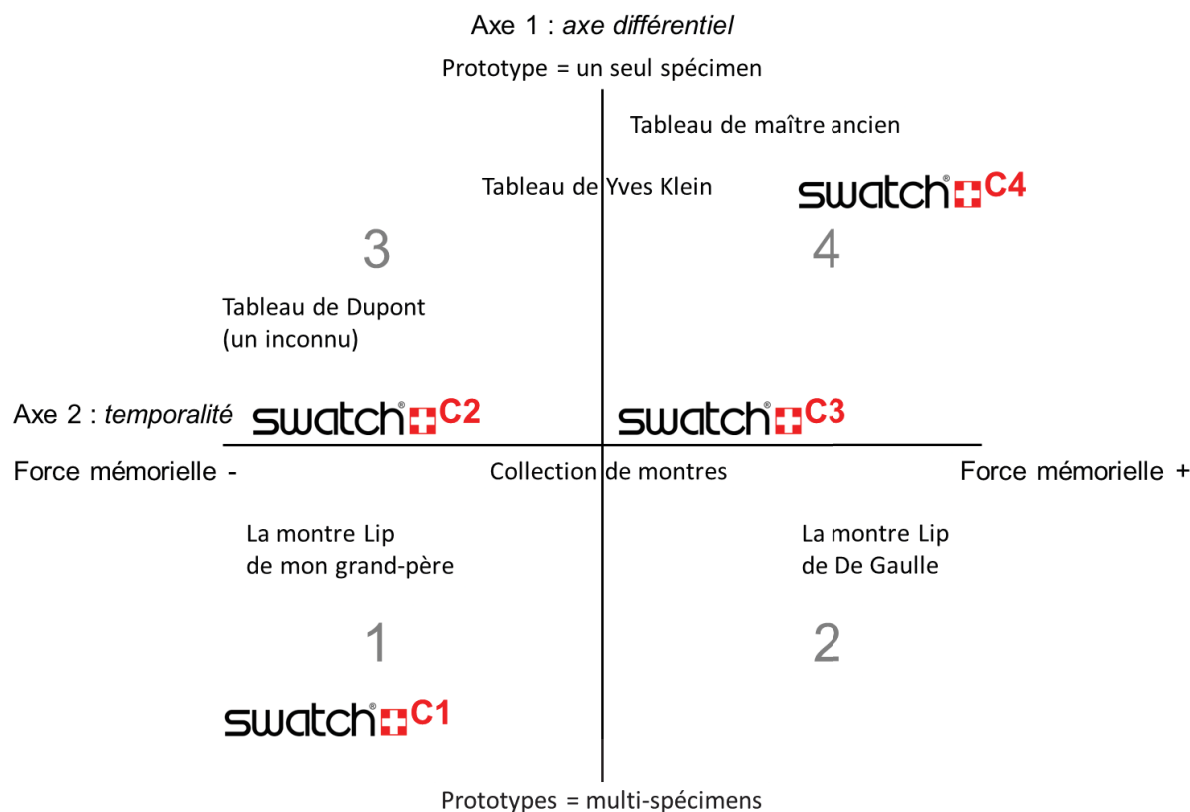 Axe 1 : axe différentiel
Prototype = un seul spécimen
Tableau de maître ancien
Tableau de Yves Klein
swatch® C4
3
4
Tableau de Dupont
(un inconnu)
Axe 2 : temporalité
swatch® C2
swatch® C3
Force mémorielle -
Collection de montres
Force mémorielle +
La montre Lip
de mon grand-père
La montre Lip
de De Gaulle
1
2
swatch® C1
Prototypes = multi-spécimens